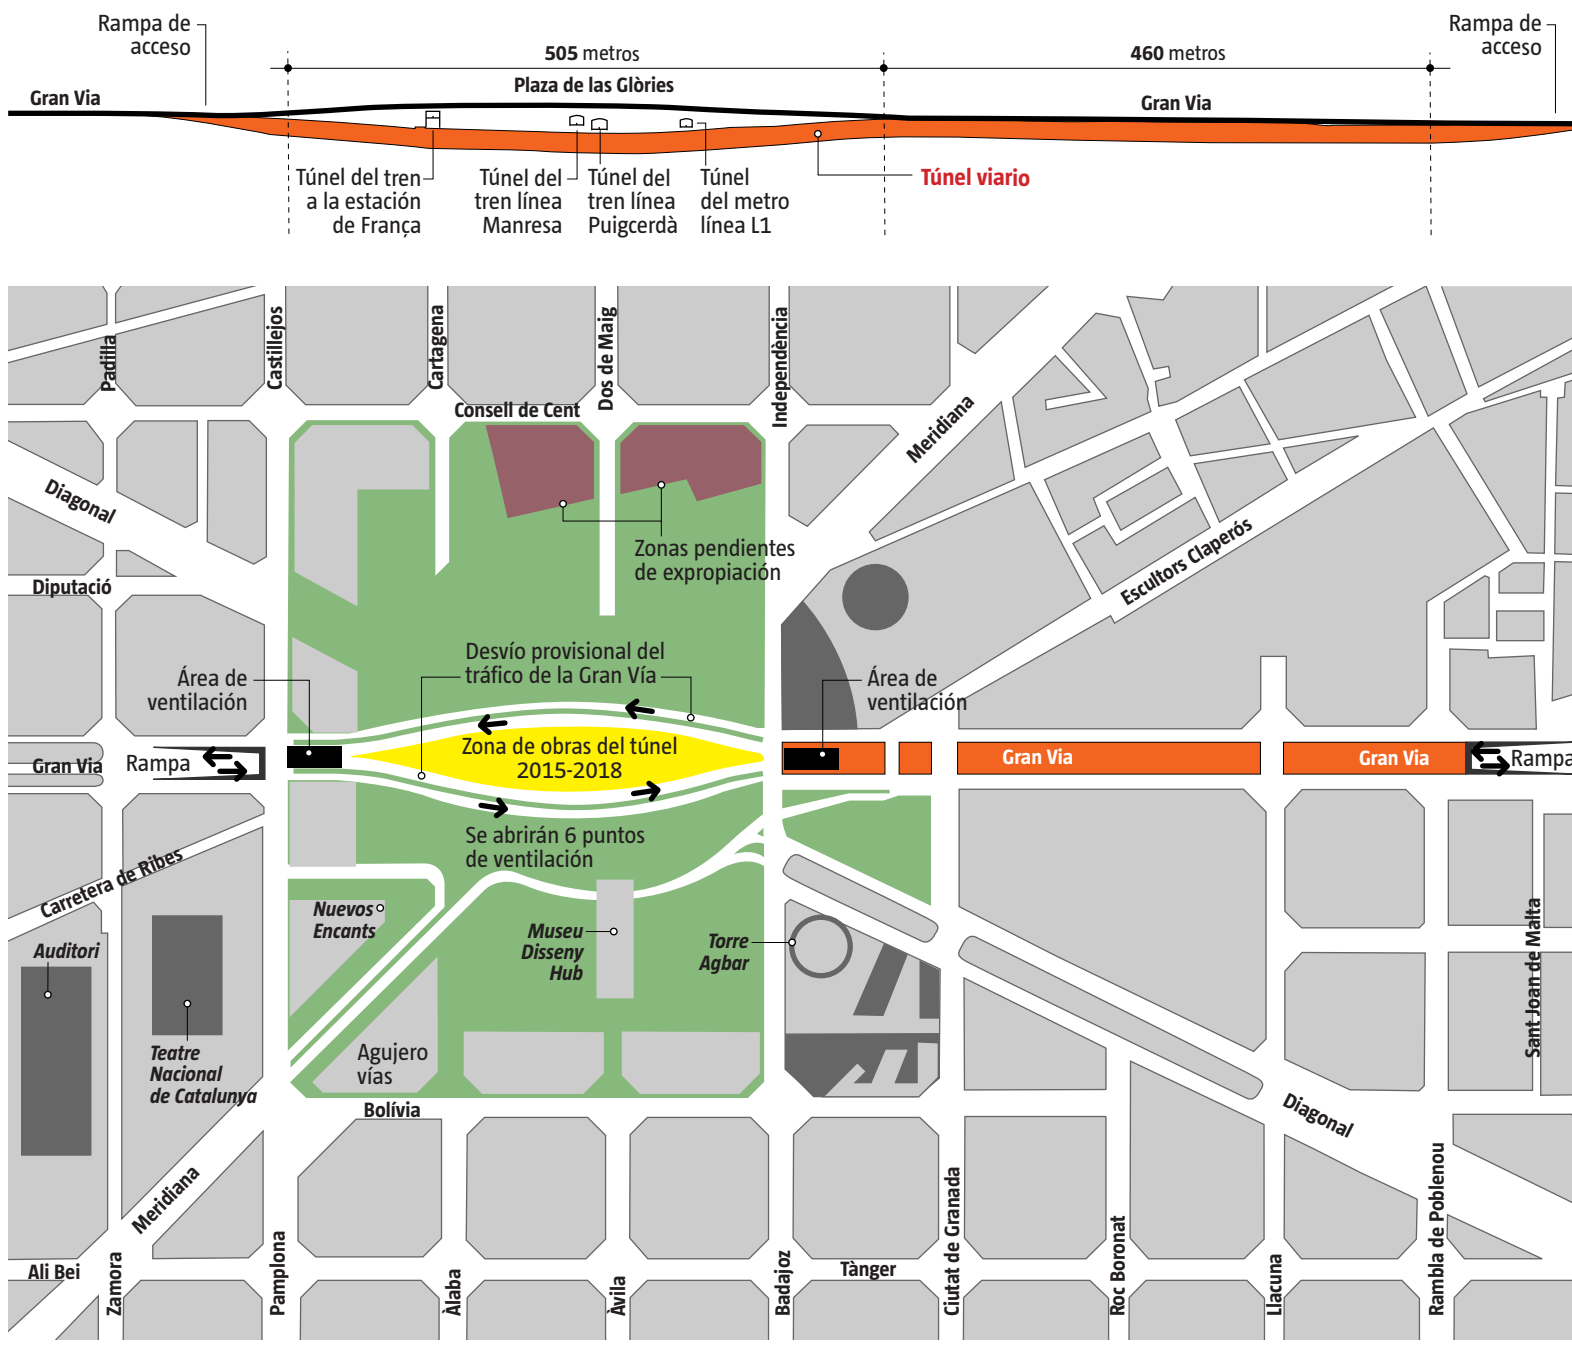 Rampa de
acceso
505 metros
460 metros
Rampa de
acceso
Plaza de las Glòries
Gran Via
Gran Via
Túnel del tren
a la estación
de França
Túnel del
tren línea
Manresa
Túnel del
tren línea
Puigcerdà
Túnel
del metro
línea L1
Túnel viario
Padilla
Castillejos
Cartagena
Dos de Maig
Independència
Consell de Cent
Meridiana
Diagonal
Zonas pendientes
de expropiación
Escultors Claperós
Diputació
Desvío provisional del
tráfico de la Gran Vía
Área de
ventilación
Área de
ventilación
Zona de obras del túnel
2015-2018
Gran Via
Rampa
Gran Via
Gran Via
Rampa
Se abrirán 6 puntos
de ventilación
Carretera de Ribes
Nuevos
Encants
Museu
Disseny
Hub
Torre
Agbar
Auditori
Sant Joan de Malta
Teatre
Nacional
de Catalunya
Agujero
vías
Bolívia
Diagonal
Meridiana
Ali Bei
Zamora
Pamplona
Àlaba
Àvila
Badajoz
Tànger
Ciutat de Granada
Roc Boronat
Llacuna
Rambla de Poblenou